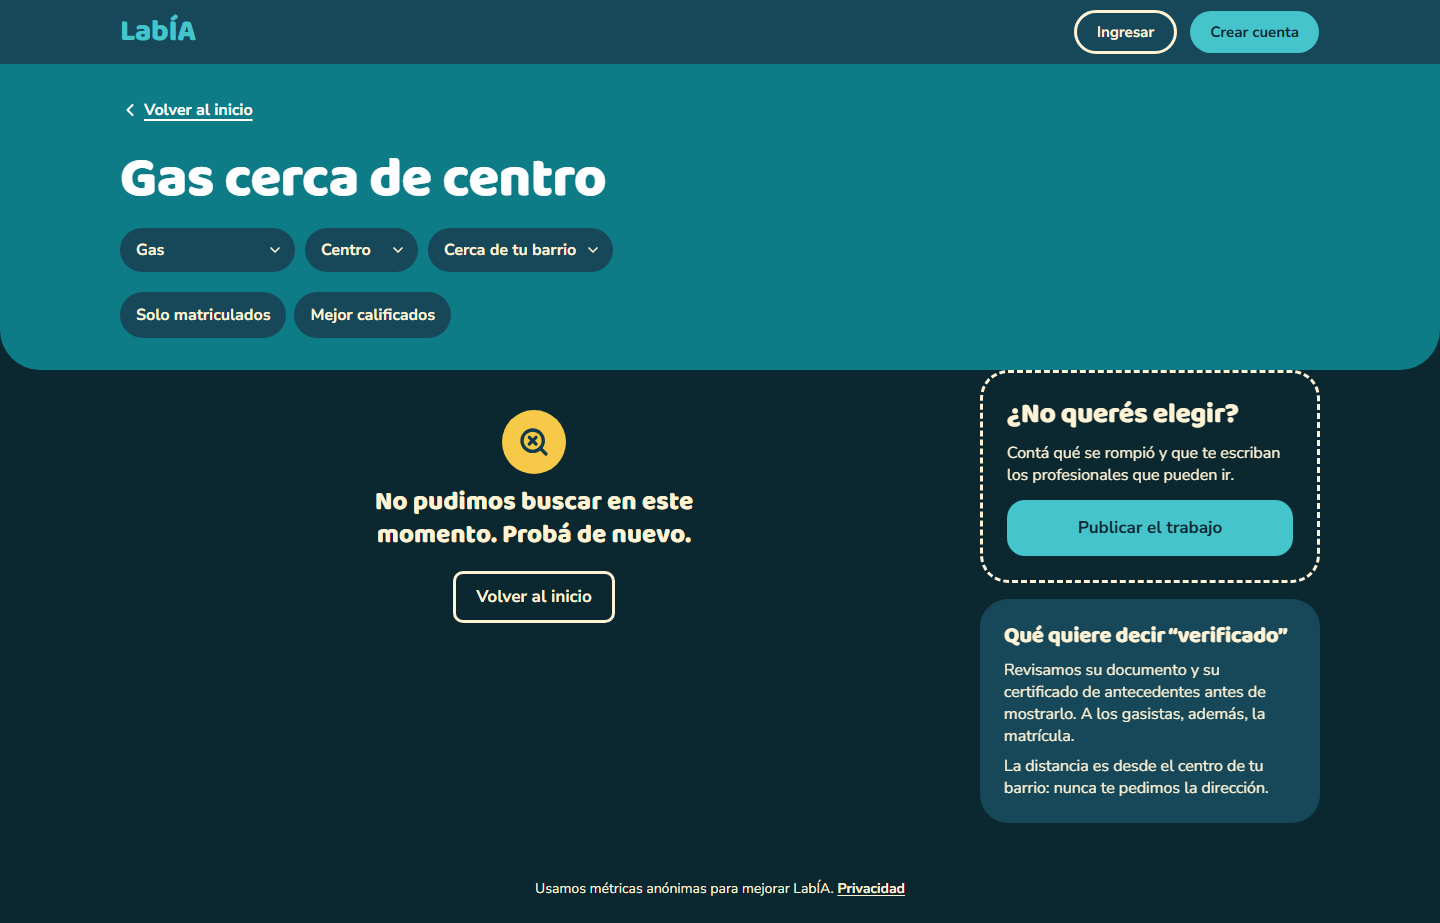 LabÍA
Ingresar
Crear cuenta
Volver al inicio
Gas cerca de centro
Gas
Centro
Cerca de tu barrio
Solo matriculados
Mejor calificados
No pudimos buscar en este
momento. Probá de nuevo.
Volver al inicio
¿No querés elegir?
Contá qué se rompió y que te escriban
los profesionales que pueden ir.
Publicar el trabajo
Qué quiere decir “verificado”
Revisamos su documento y su
certificado de antecedentes antes de
mostrarlo. A los gasistas, además, la
matrícula.
La distancia es desde el centro de tu
barrio: nunca te pedimos la dirección.
Usamos métricas anónimas para mejorar LabÍA. Privacidad